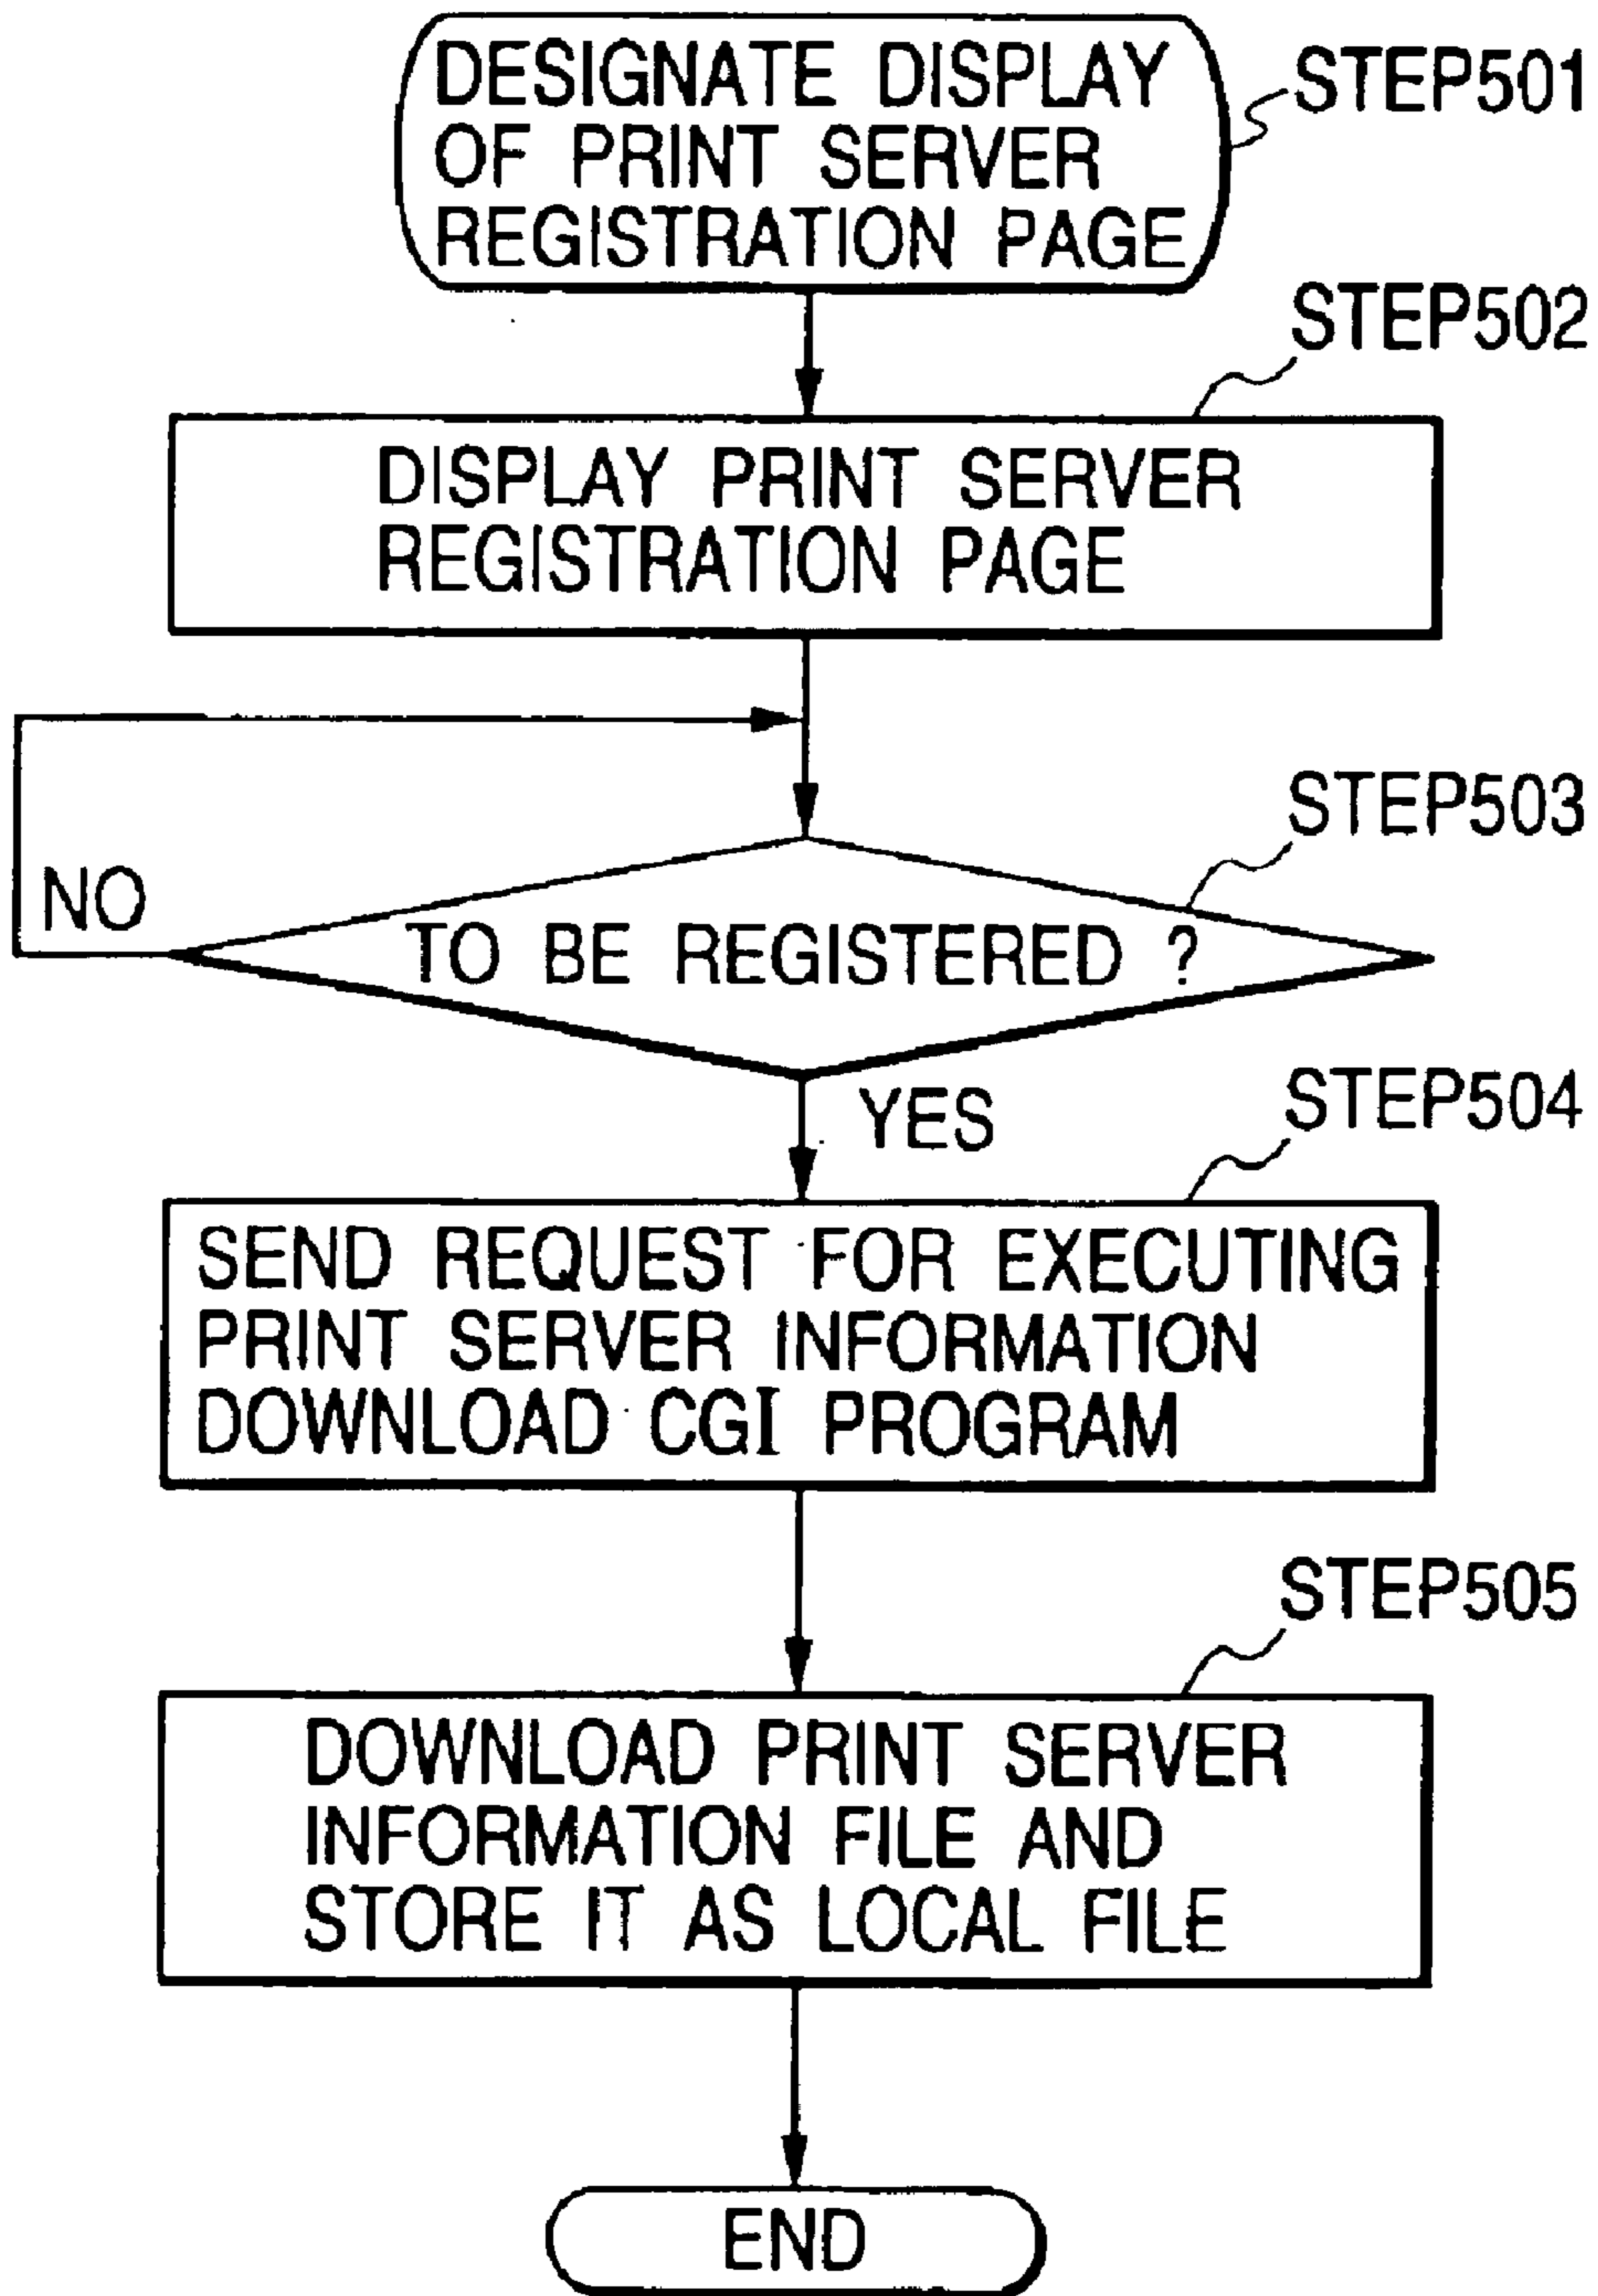 DESIGNATE DISPLAY
OF PRINT SERVER
REGISTRATION PAGE
STEP501
STEP502
DISPLAY PRINT SERVER
REGISTRATION PAGE
STEP503
NO
TO BE REGISTERED ?
YES
STEP504
SEND REQUEST FOR EXECUTING
PRINT SERVER INFORMATION
DOWNLOAD CGI PROGRAM
STEP505
DOWNLOAD PRINT SERVER
INFORMATION FILE AND
STORE IT AS LOCAL FILE
END